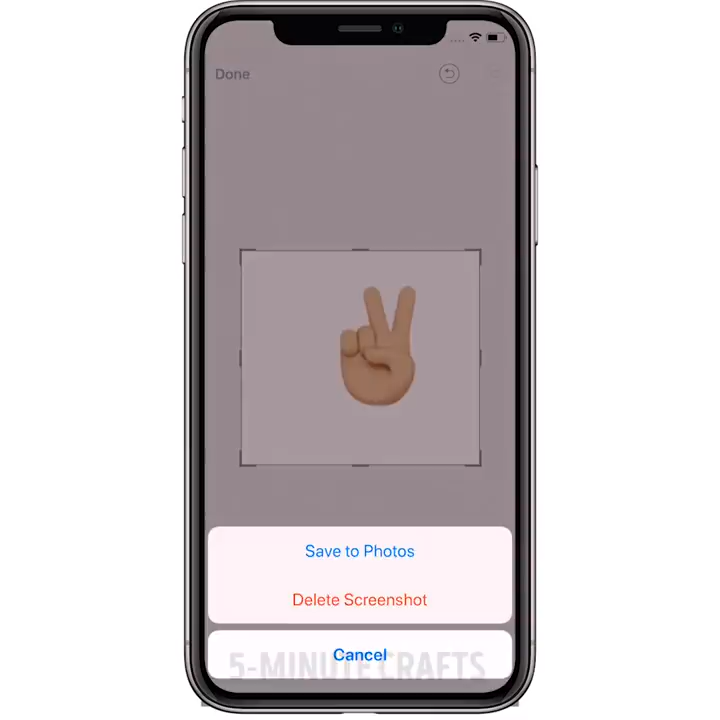 Done
Save to Photos
Delete Screenshot
Cancel
5-MINUTE CRAFTS